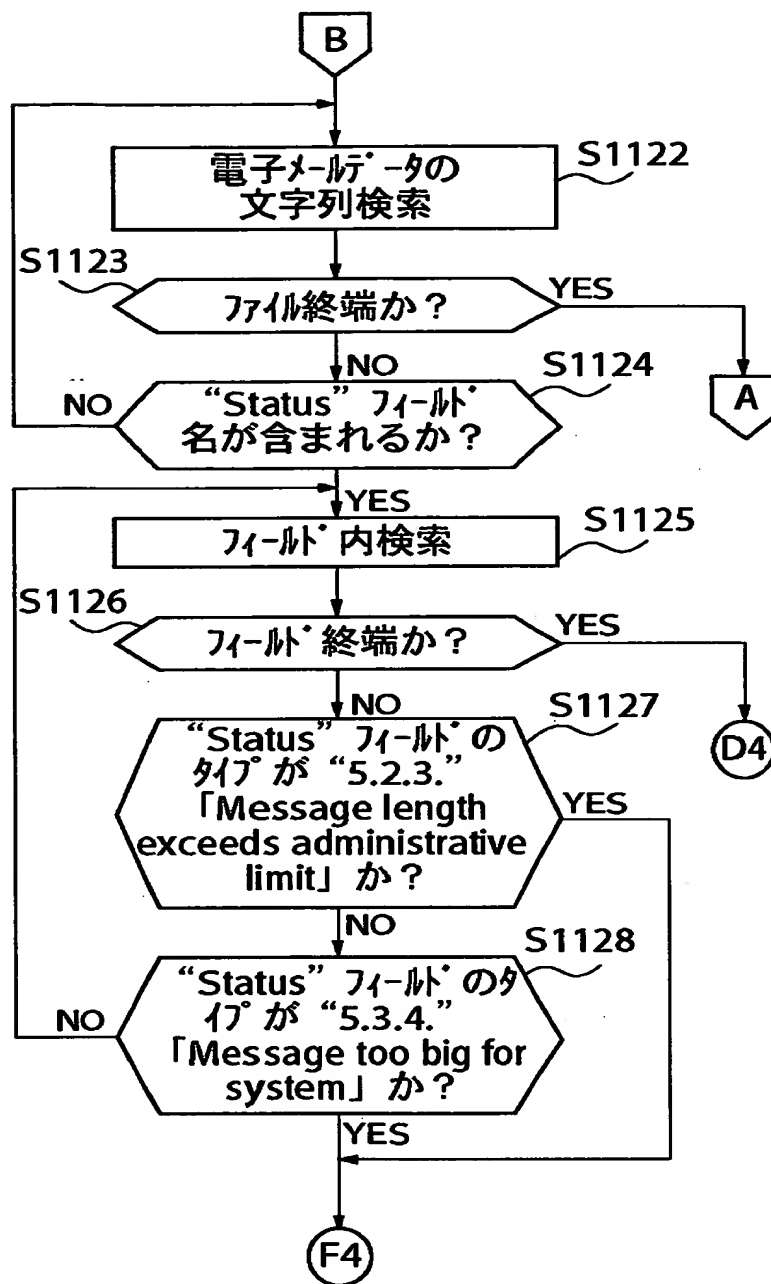 B
電子ﾒｰﾙﾃﾞｰﾀの
文字列検索
S1122
S1123
ﾌｧｲﾙ終端か？
YES
NO
S1124
NO
“Status” ﾌｨｰﾙﾄﾞ
名が含まれるか？
A
YES
ﾌｨｰﾙﾄﾞ内検索
S1125
S1126
ﾌｨｰﾙﾄﾞ終端か？
YES
NO
S1127
D4
“Status” ﾌｨｰﾙﾄﾞの
ﾀｲﾌﾟが “5.2.3.”
「Message length
exceeds administrative
limit」か？
YES
NO
S1128
“Status” ﾌｨｰﾙﾄﾞのﾀ
ｲﾌﾟが “5.3.4.”
「Message too big for
system」か？
NO
YES
F4